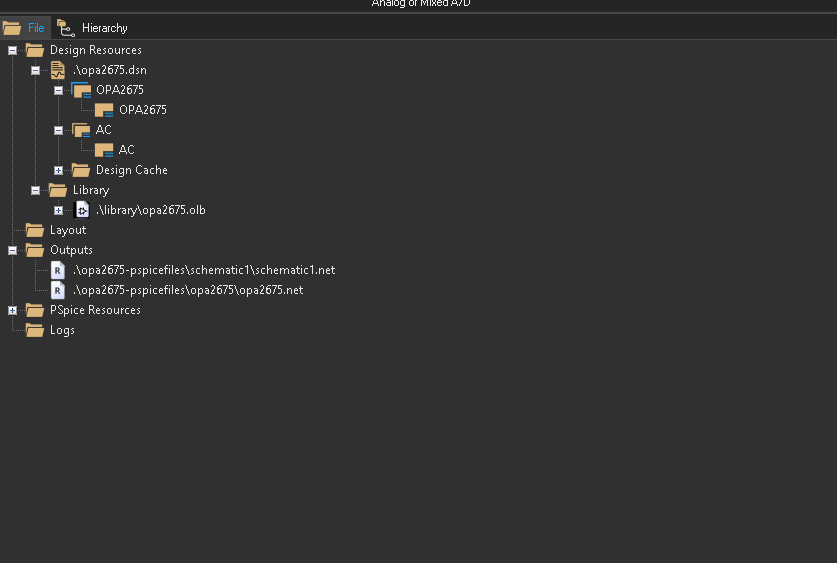 Analog or Mixed A/D
File Hierarchy
Design Resources
.\opa2675.dsn
OPA2675
OPA2675
AC
AC
Design Cache
Library
.\library\opa2675.olb
Layout
Outputs
R .\opa2675-pspicefiles\schematic1\schematic1.net
R .\opa2675-pspicefiles\opa2675\opa2675.net
PSpice Resources
Logs